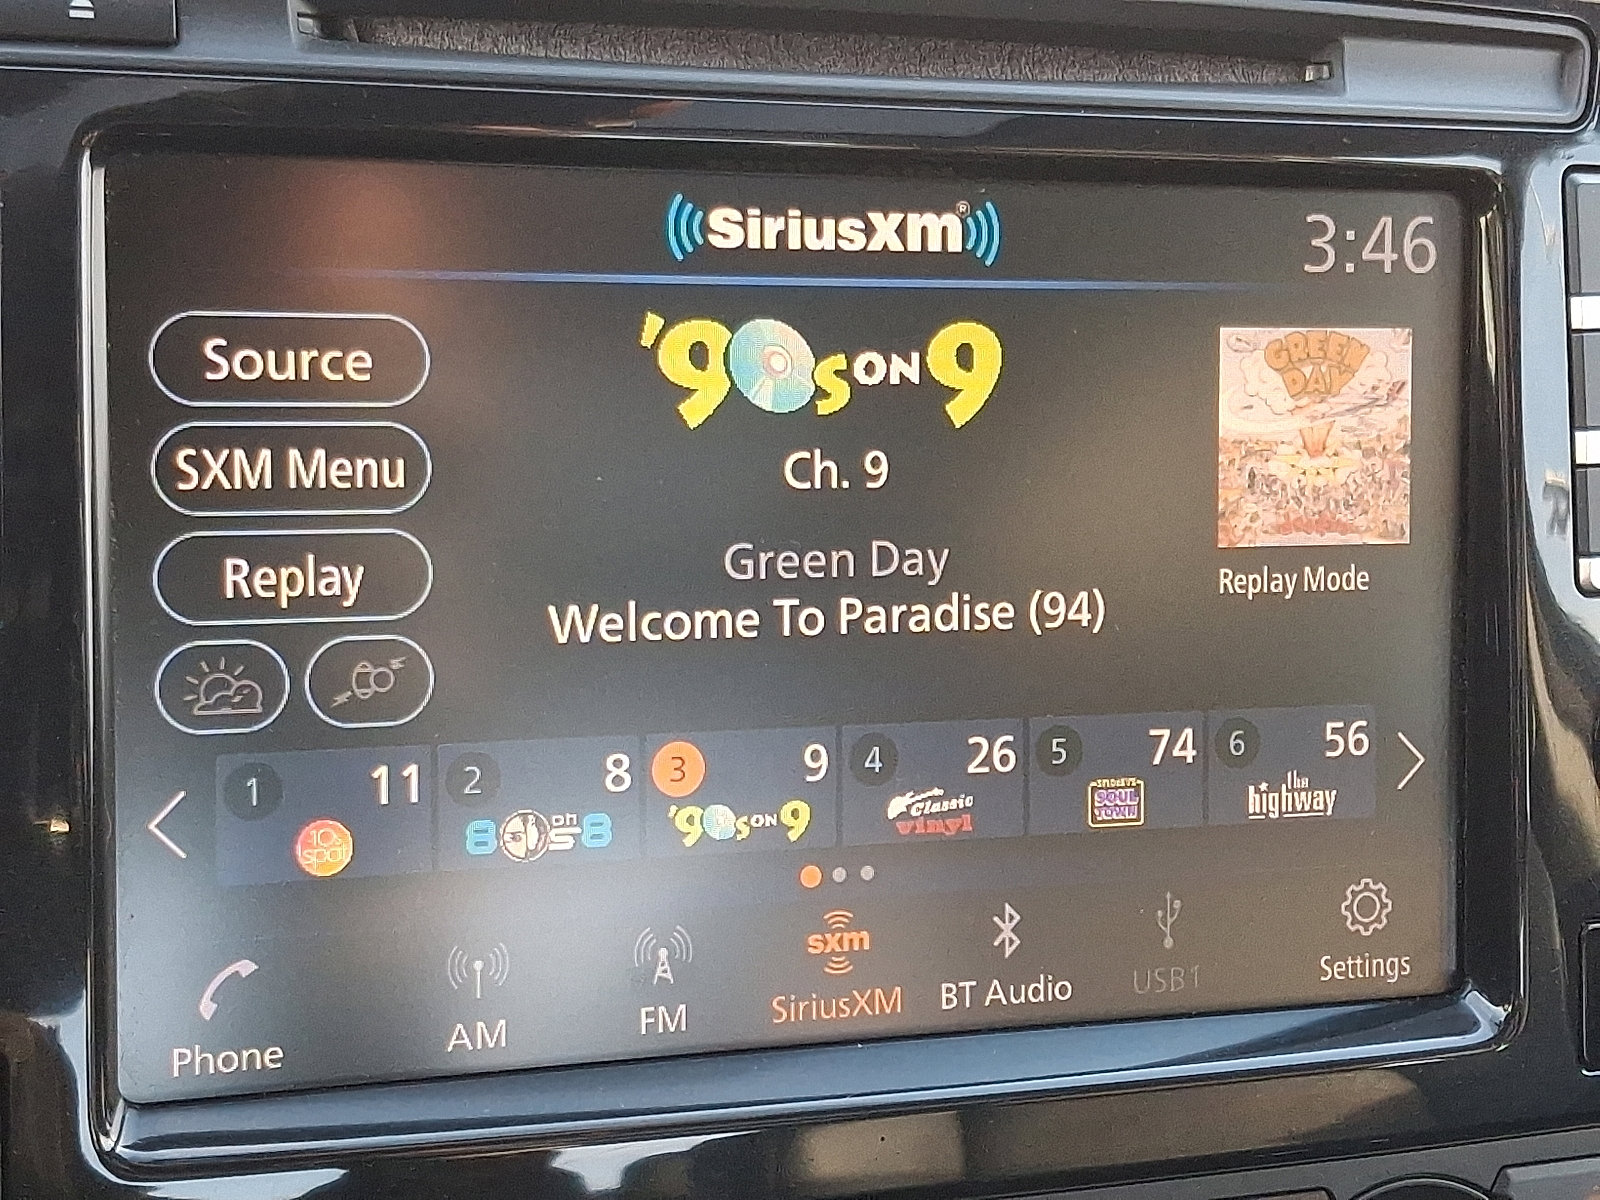 SiriusXm®
3:46
Source
'90s ON 9
GREEN
DAY
SXM Menu
Ch. 9
Replay
Green Day
Replay Mode
Welcome To Paradise (94)
1 11
2 8
3 9
4 26
5 74
6 56
10s
spot
80s on 8
'90s ON 9
Classic
vinyl
SOUL
TOWN
the
highway
sxm
Phone
AM
FM
SiriusXM
BT Audio
USB1
Settings